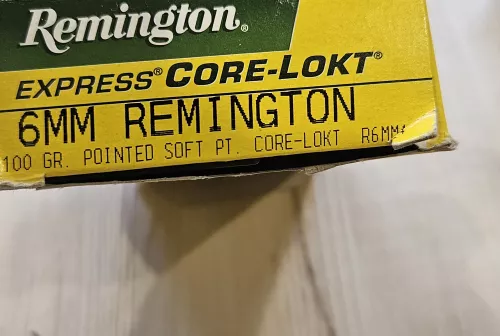 Remington®
EXPRESS® CORE-LOKT®
6MM REMINGTON
100 GR. POINTED SOFT PT. CORE-LOKT